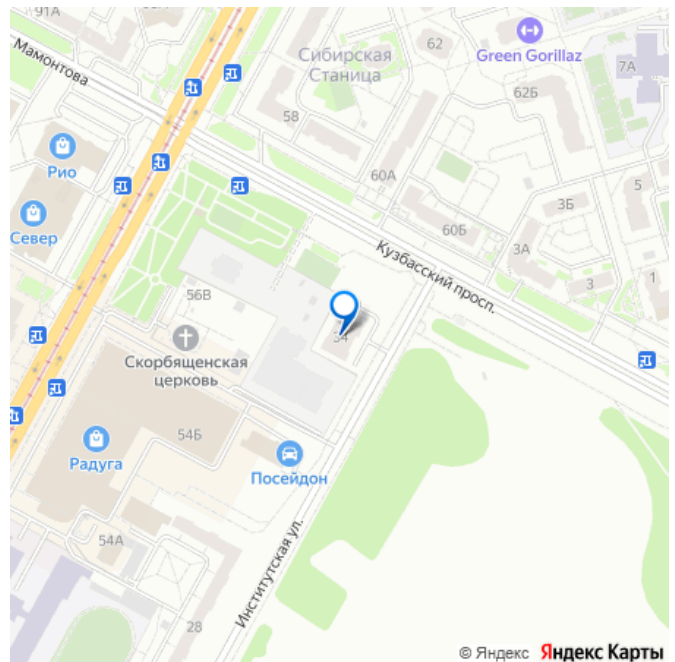 91А
Мамонтова
Сибирская
Станица
62
Green Gorillaz
7А
62Б
58
Рио
60А
5
3Б
Север
60Б
3А
Кузбасский просп.
3
1
56В
34
Скорбященская
церковь
54Б
Радуга
Посейдон
54А
Институтская ул.
28
© Яндекс Яндекс Карты